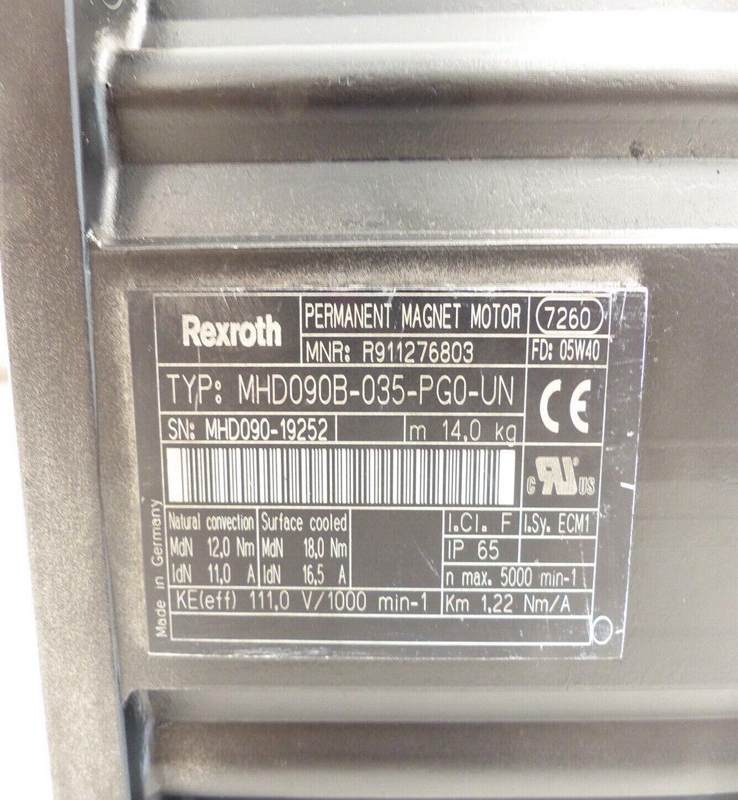 Rexroth
PERMANENT MAGNET MOTOR
7260
MNR: R911276803
FD: 05W40
TYP: MHD090B-035-PG0-UN
CE
SN: MHD090-19252
m 14,0 kg
c RU US
Made in Germany
Natural convection
Surface cooled
I.Cl. F
I.Sy. ECM1
MdN 12,0 Nm
MdN 18,0 Nm
IP 65
IdN 11,0 A
IdN 16,5 A
n max. 5000 min-1
KE(eff) 111,0 V/1000 min-1
Km 1,22 Nm/A